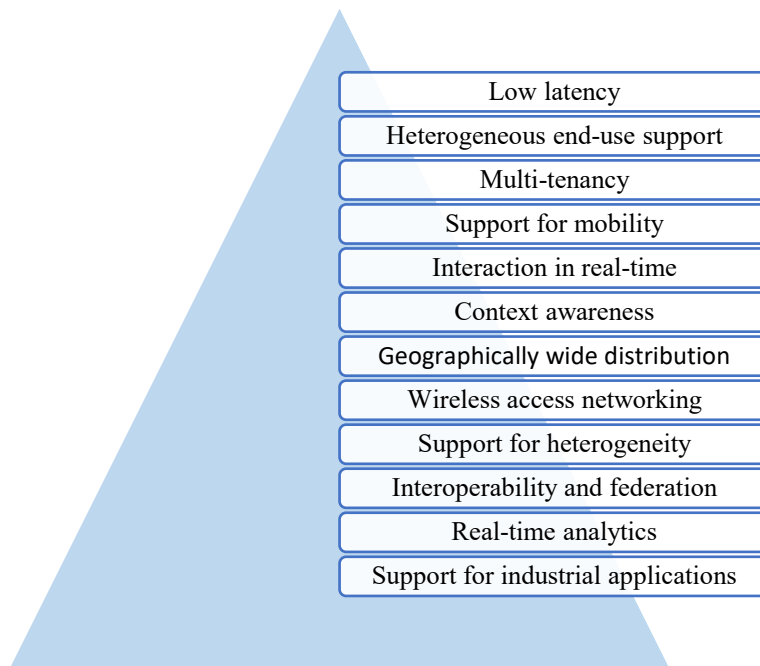 Low latency
Heterogeneous end-use support
Multi-tenancy
Support for mobility
Interaction in real-time
Context awareness
Geographically wide distribution
Wireless access networking
Support for heterogeneity
Interoperability and federation
Real-time analytics
Support for industrial applications